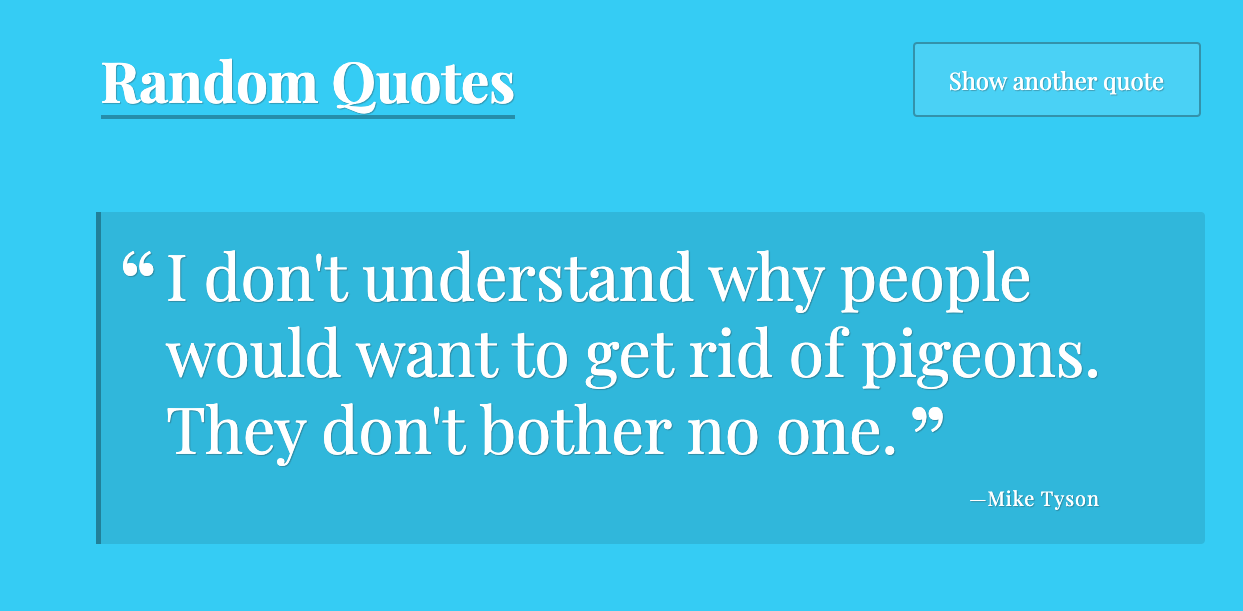 Random Quotes
Show another quote
“ I don't understand why people
would want to get rid of pigeons.
They don't bother no one. ”
—Mike Tyson